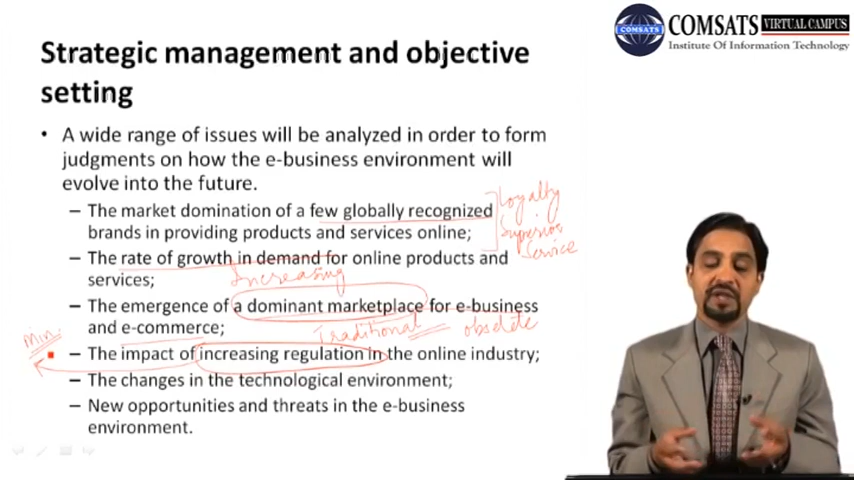 COMSATS
COMSATS VIRTUAL CAMPUS
Institute Of Information Technology
Strategic management and objective
setting
• A wide range of issues will be analyzed in order to form
judgments on how the e-business environment will
evolve into the future.
– The market domination of a few globally recognized
brands in providing products and services online;
Loyalty
Superior
Service
– The rate of growth in demand for online products and
services;
Increasing
– The emergence of a dominant marketplace for e-business
and e-commerce;
Traditional
obsolete
Min.
– The impact of increasing regulation in the online industry;
– The changes in the technological environment;
– New opportunities and threats in the e-business
environment.